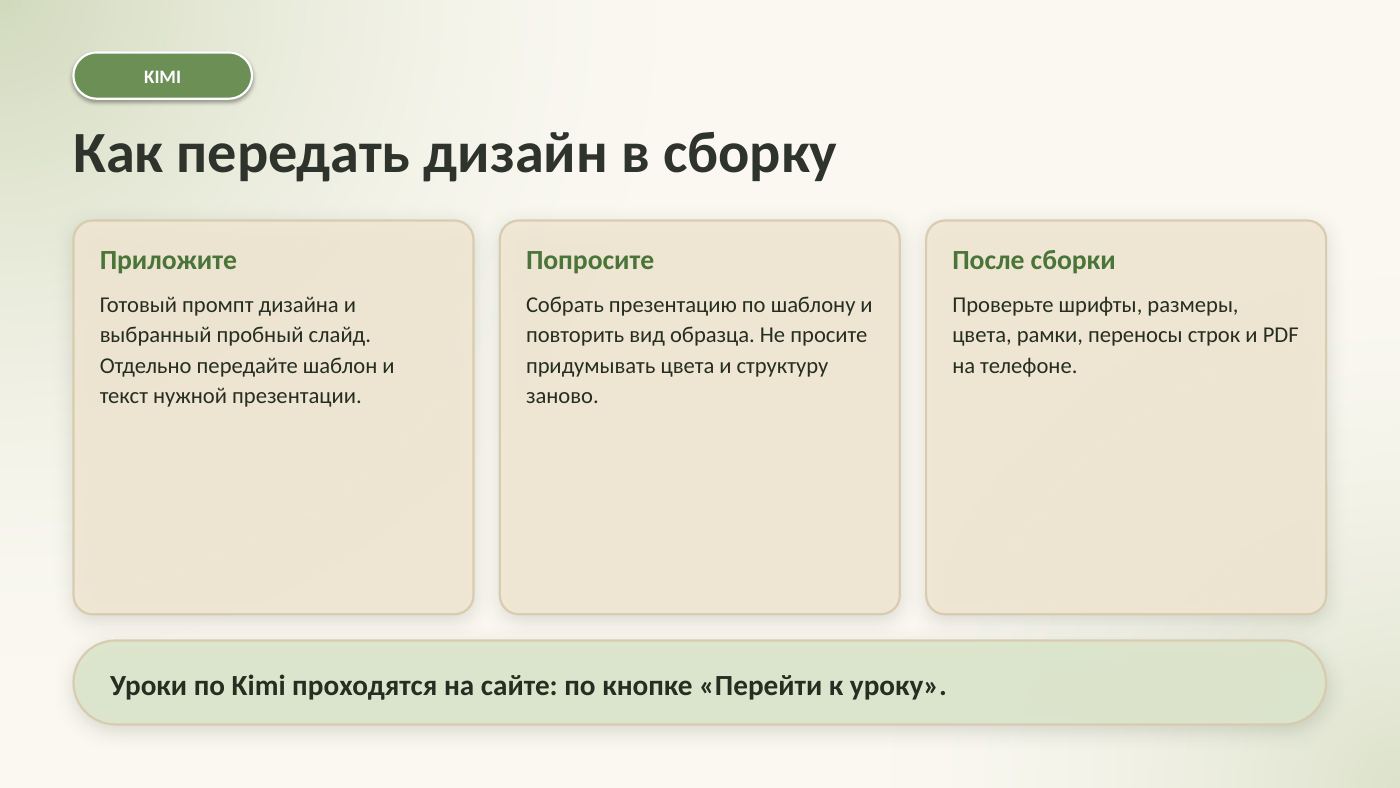 KIMI
Как передать дизайн в сборку
Приложите
Готовый промпт дизайна и
выбранный пробный слайд.
Отдельно передайте шаблон и
текст нужной презентации.
Попросите
Собрать презентацию по шаблону и
повторить вид образца. Не просите
придумывать цвета и структуру
заново.
После сборки
Проверьте шрифты, размеры,
цвета, рамки, переносы строк и PDF
на телефоне.
Уроки по Kimi проходятся на сайте: по кнопке «Перейти к уроку».